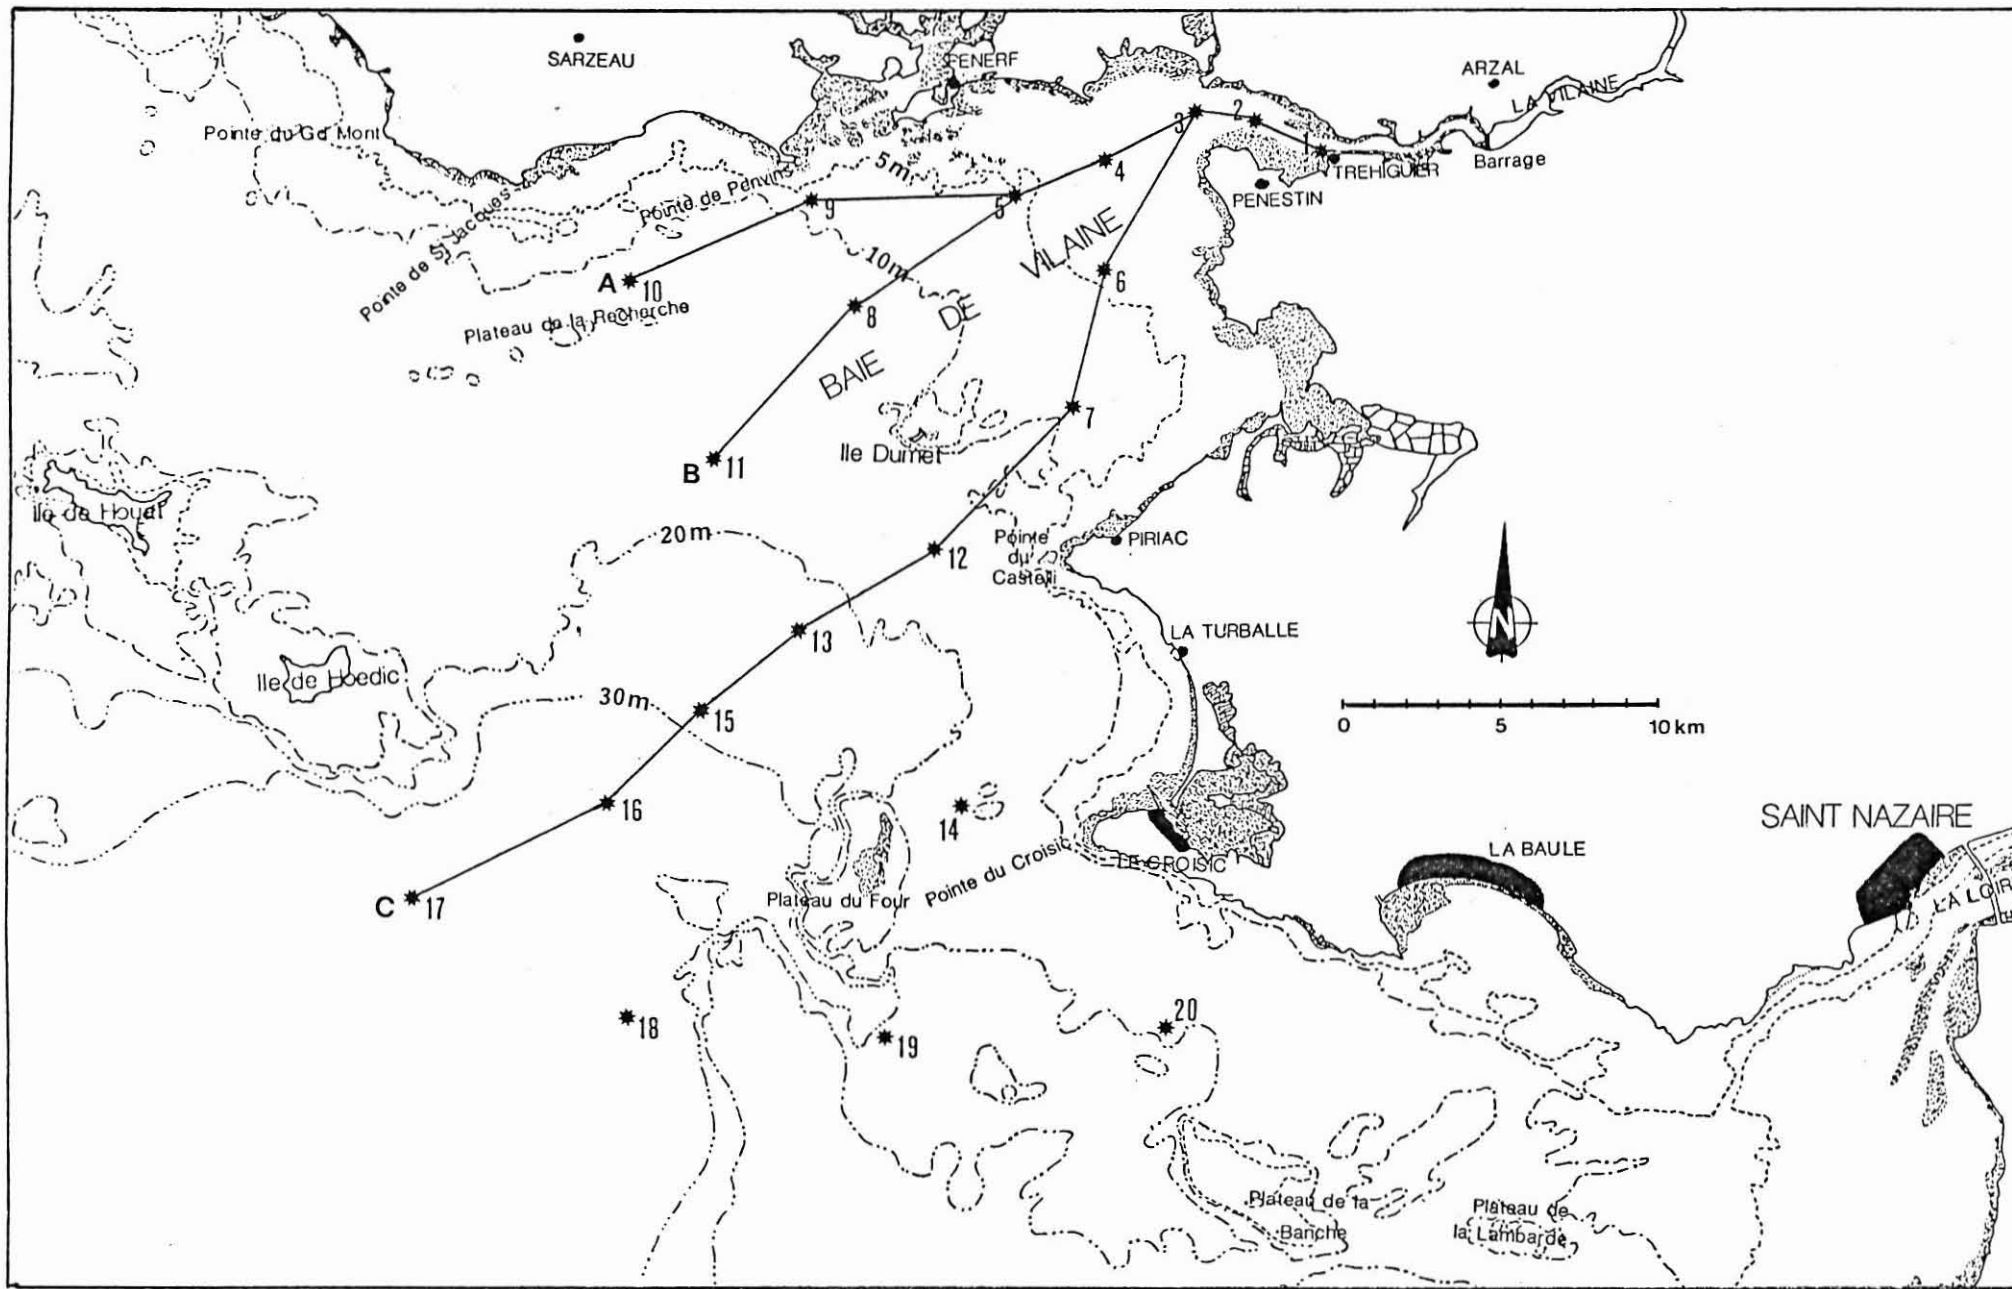 SARZEAU
PENERF
ARZAL
LA VILAINE
Pointe du Gd Mont
Barrage
TREHIGUIER
PENESTIN
1
2
3
4
5
5m
9
Pointe de Penvins
Pointe de St Jacques
VILAINE
6
10m
A
10
8
DE
Plateau de la Recherche
BAIE
7
Ile Dumet
B
11
Ile de Houat
20m
12
Pointe
du
Castelli
PIRIAC
N
13
LA TURBALLE
Ile de Hoedic
30m
15
0
5
10 km
16
14
SAINT NAZAIRE
LE CROISIC
LA BAULE
Pointe du Croisic
Plateau du Four
C
17
LA LOIRE
18
19
20
Plateau de la
Banche
Plateau de
la Lambarde